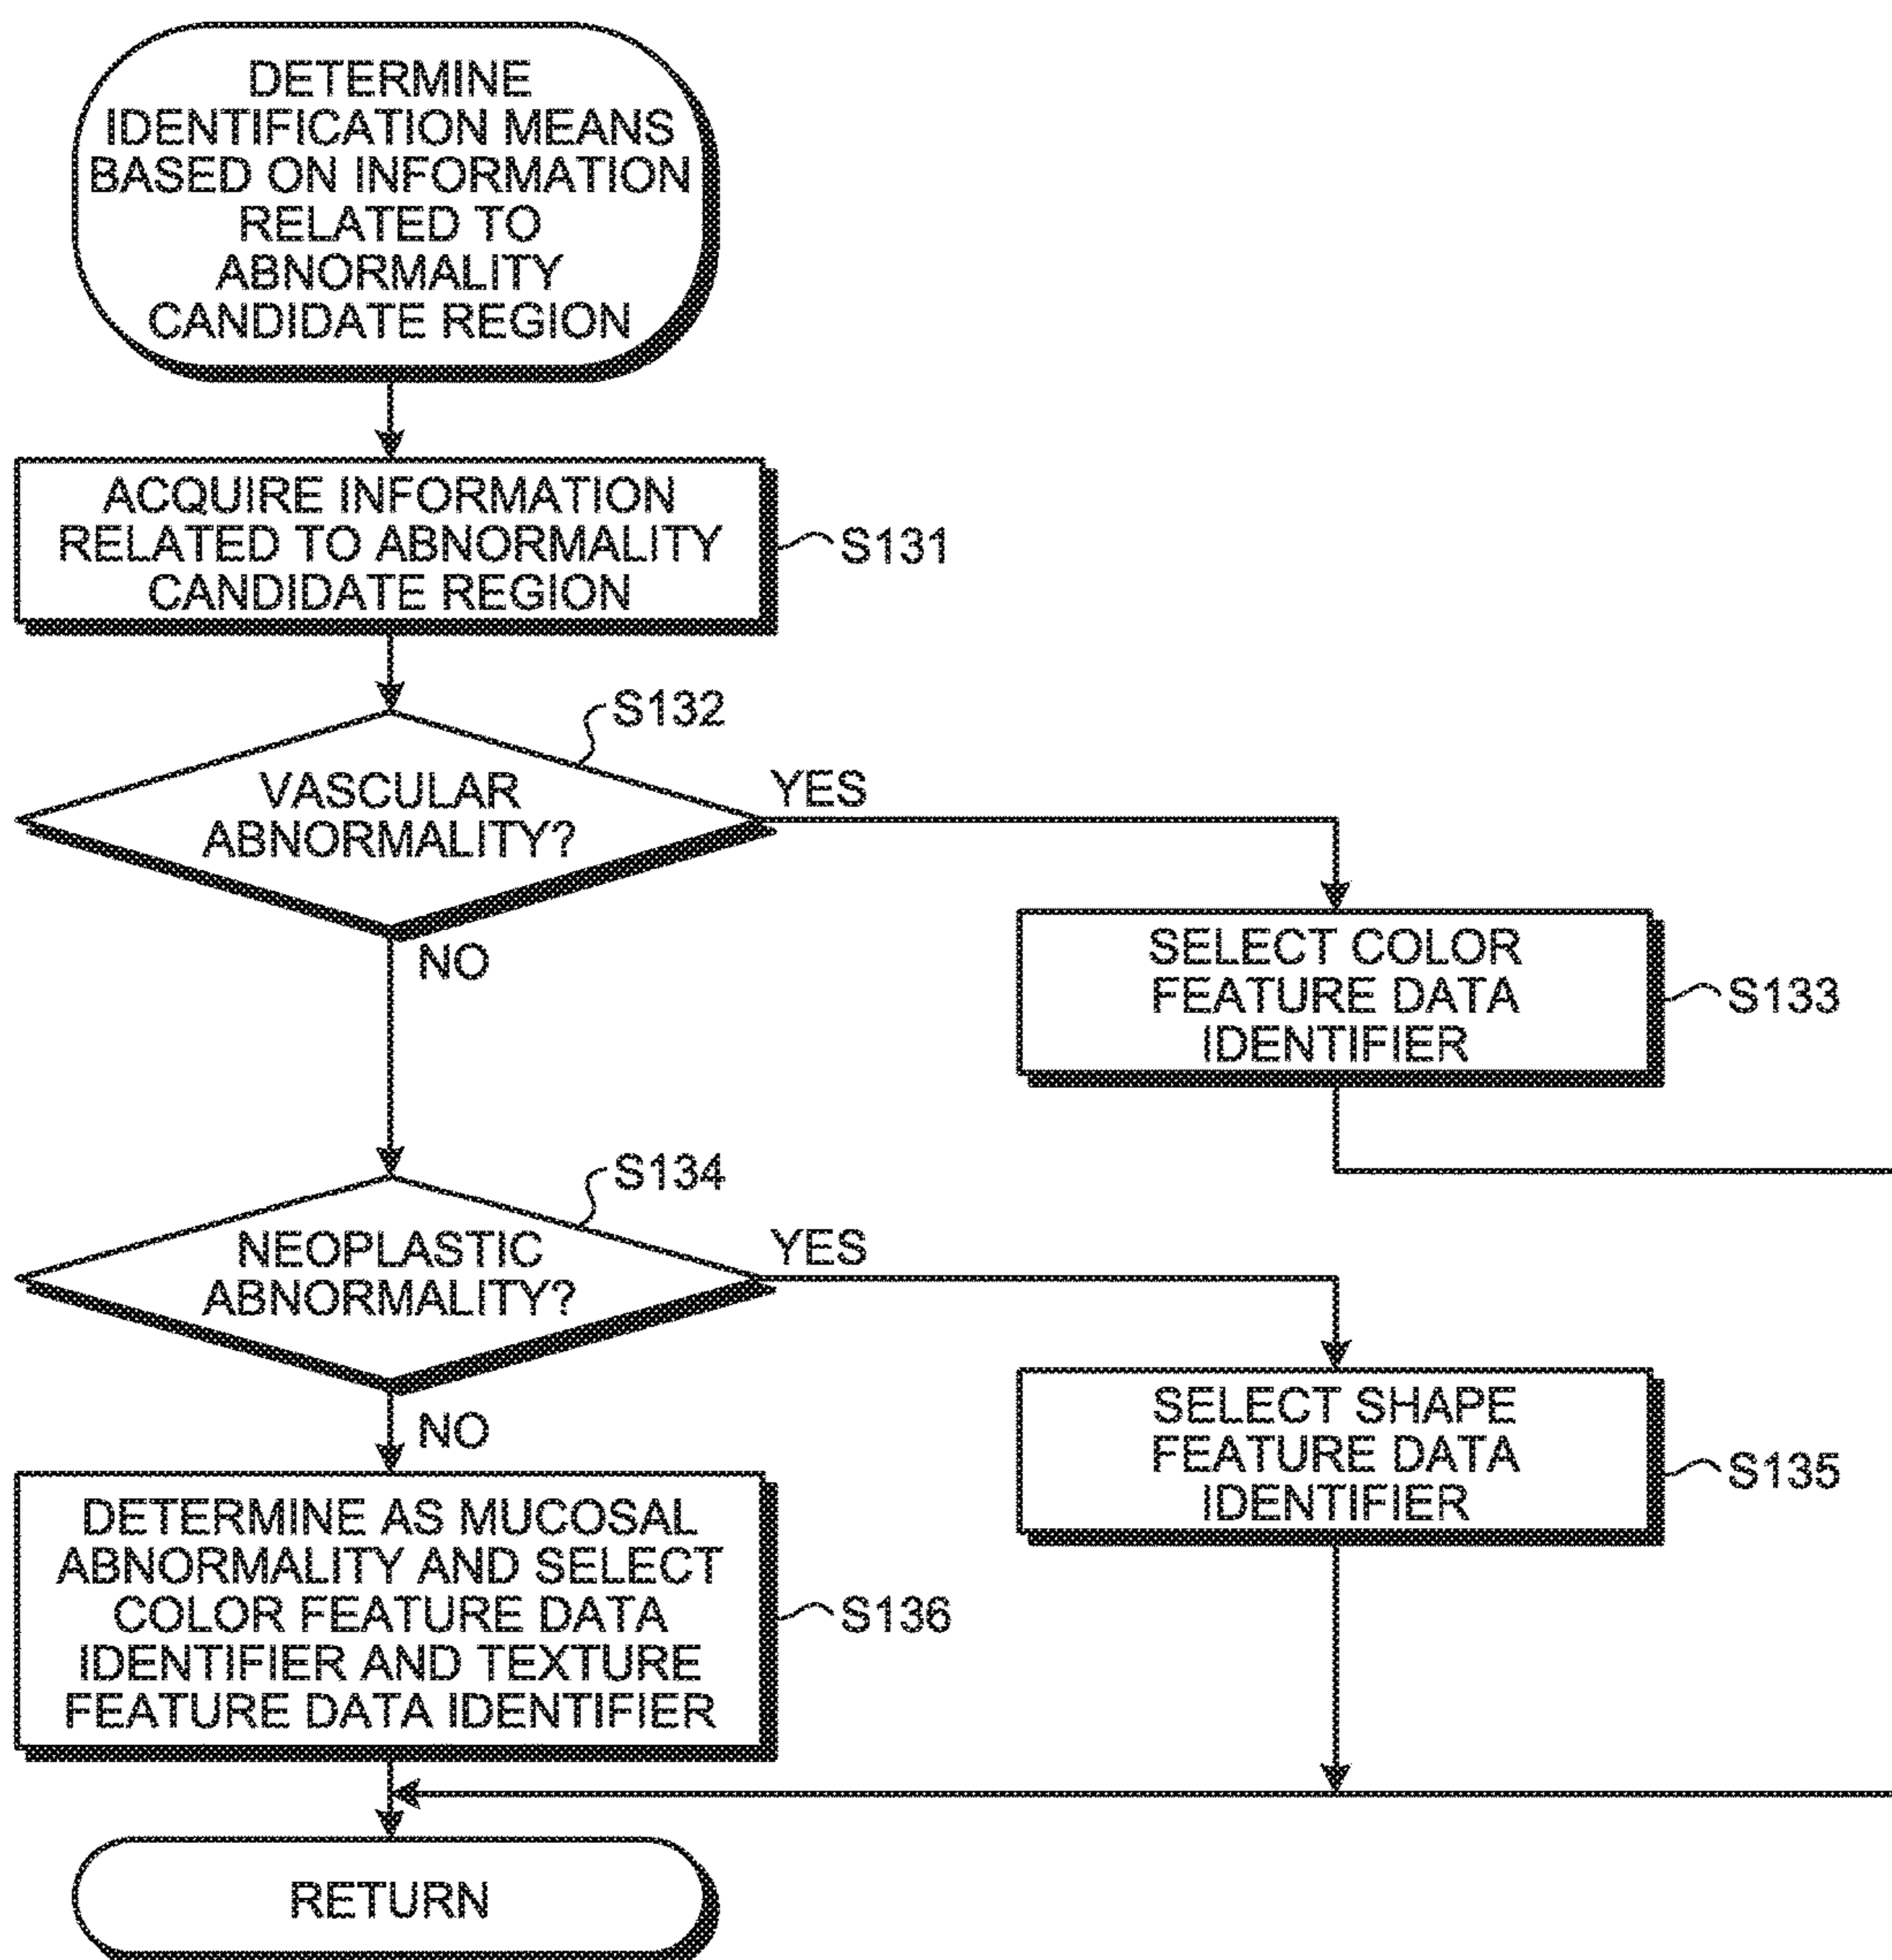 DETERMINE
IDENTIFICATION MEANS
BASED ON INFORMATION
RELATED TO
ABNORMALITY
CANDIDATE REGION
ACQUIRE INFORMATION
RELATED TO ABNORMALITY
CANDIDATE REGION
S131
S132
VASCULAR
ABNORMALITY?
YES
NO
SELECT COLOR
FEATURE DATA
IDENTIFIER
S133
S134
NEOPLASTIC
ABNORMALITY?
YES
NO
SELECT SHAPE
FEATURE DATA
IDENTIFIER
S135
DETERMINE AS MUCOSAL
ABNORMALITY AND SELECT
COLOR FEATURE DATA
IDENTIFIER AND TEXTURE
FEATURE DATA IDENTIFIER
S136
RETURN